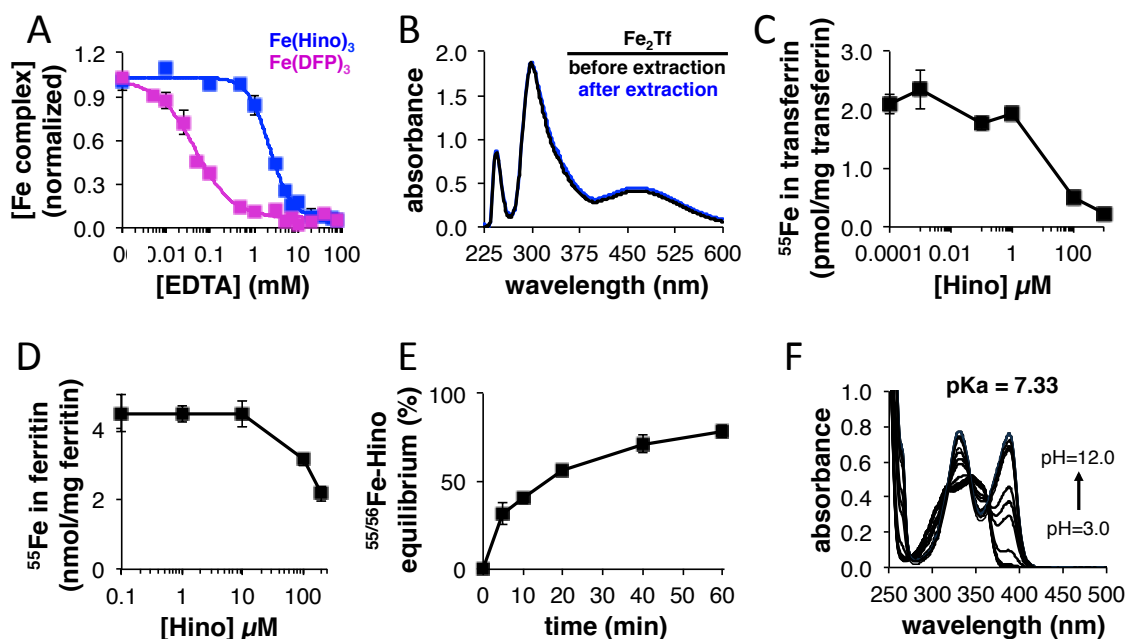 A
Fe(Hino)₃
Fe(DFP)₃
[Fe complex]
(normalized)
1.2
0.9
0.6
0.3
0.0
0 0.01 0.1 1 10 100
[EDTA] (mM)
B
Fe₂Tf
before extraction
after extraction
absorbance
2.0
1.5
1.0
0.5
0.0
225 300 375 450 525 600
wavelength (nm)
C
⁵⁵Fe in transferrin
(pmol/mg transferrin)
3.0
2.0
1.0
0.0
0.0001 0.01 1 100
[Hino] µM
D
⁵⁵Fe in ferritin
(nmol/mg ferritin)
4
2
0
0.1 1 10 100
[Hino] µM
E
⁵⁵/⁵⁶Fe-Hino
equilibrium (%)
100
50
0
0 10 20 30 40 50 60
time (min)
F
pKa = 7.33
absorbance
1.0
0.8
0.6
0.4
0.2
0.0
pH=12.0
pH=3.0
250 300 350 400 450 500
wavelength (nm)